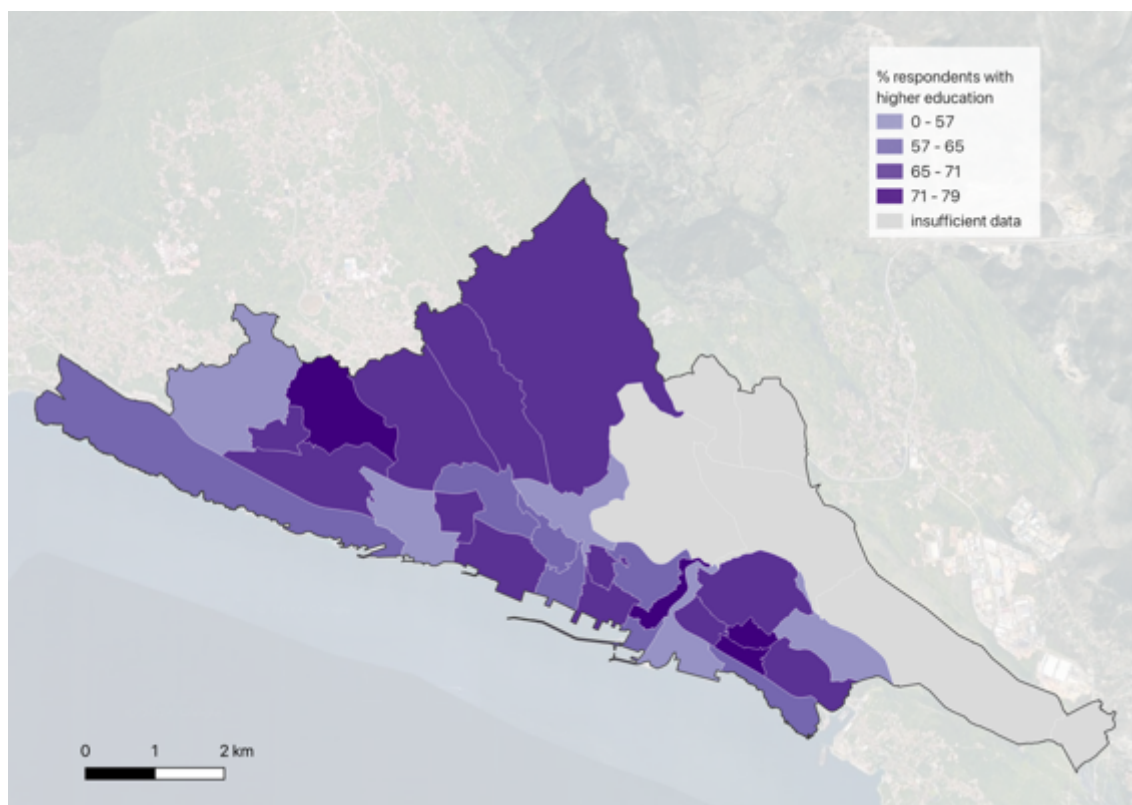 % respondents with
higher education
0 - 57
57 - 65
65 - 71
71 - 79
insufficient data
0 1 2 km